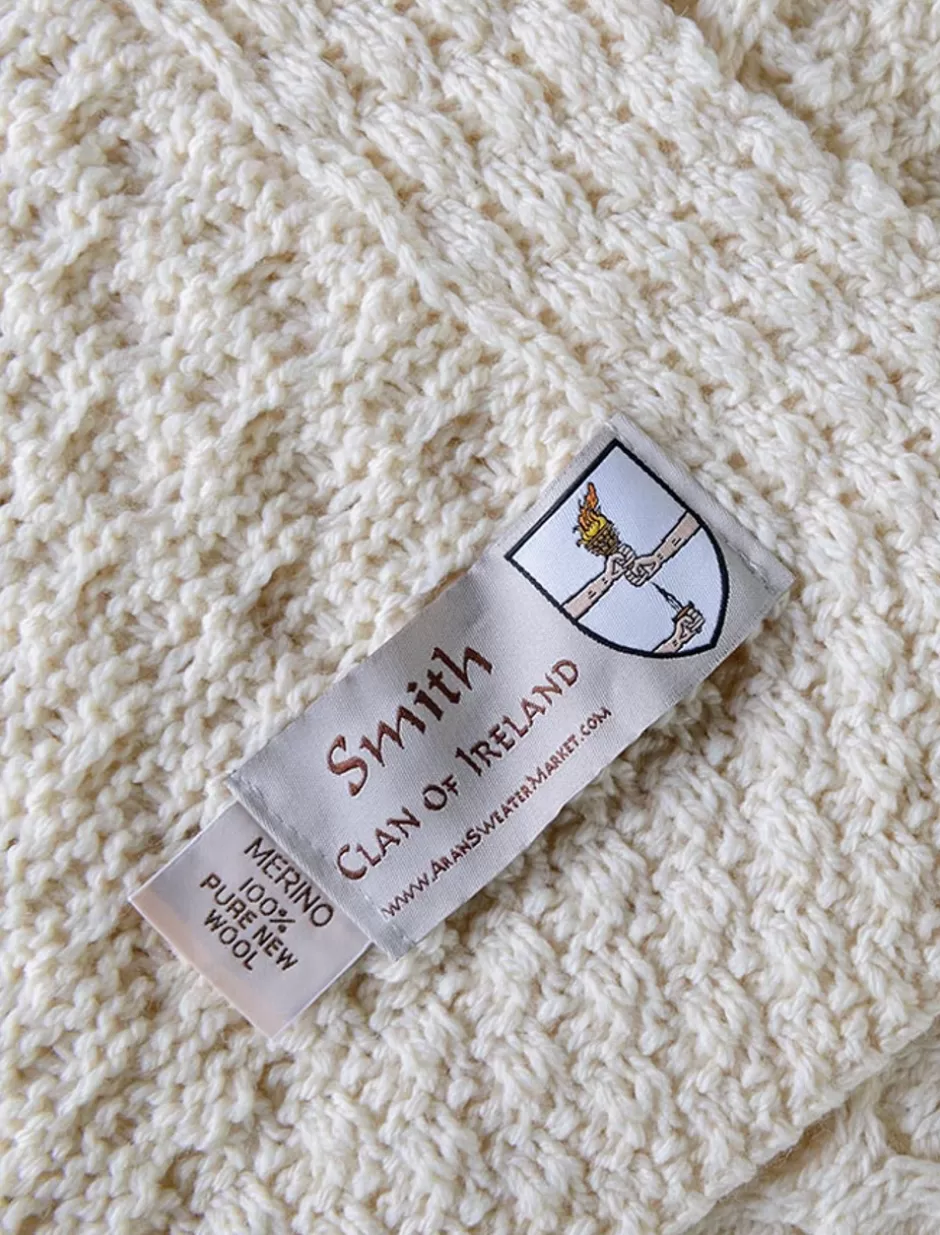 Smith
Clan Of Ireland
www.AranSweaterMarket.com
MERINO
100%
PURE NEW
WOOL